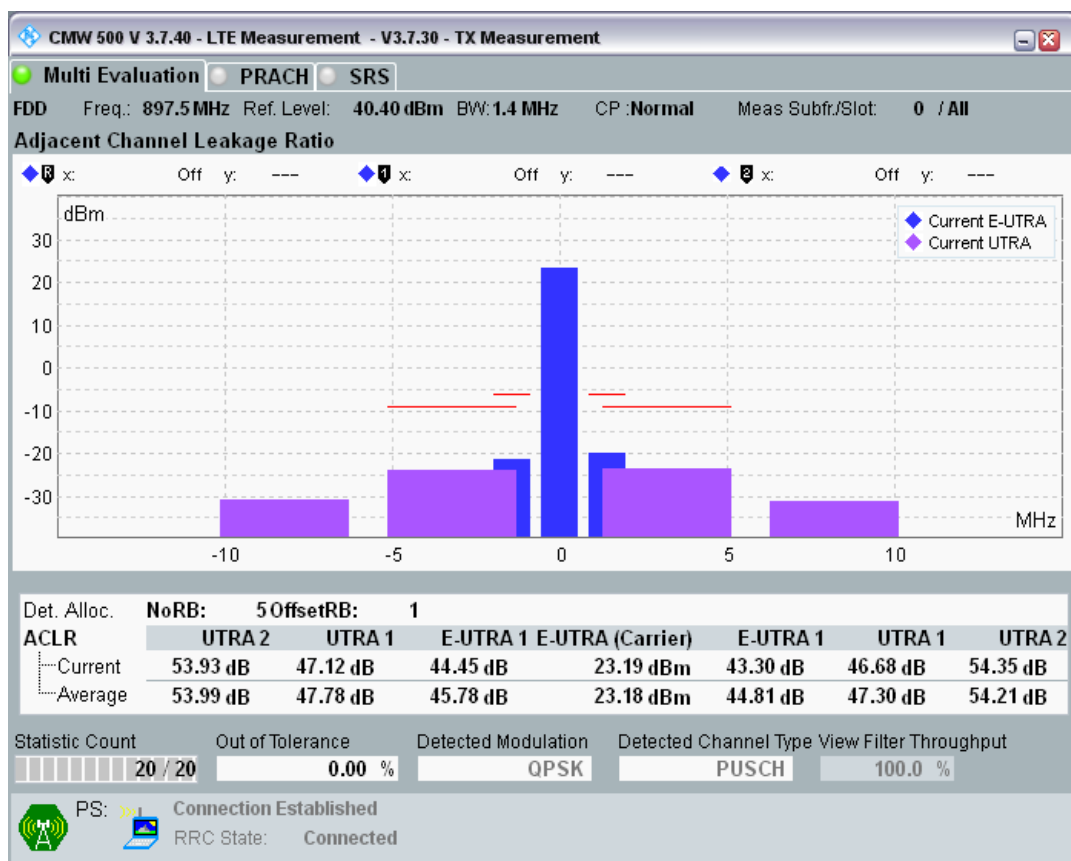 CMW 500 V 3.7.40 - LTE Measurement - V3.7.30 - TX Measurement
Multi Evaluation PRACH SRS
FDD Freq.: 897.5 MHz Ref. Level: 40.40 dBm BW: 1.4 MHz CP : Normal Meas Subfr./Slot: 0 / All
Adjacent Channel Leakage Ratio
R x: Off y: --- 1 x: Off y: --- 2 x: Off y: ---
dBm
Current E-UTRA
Current UTRA
30
20
10
0
-10
-20
-30
MHz
-10 -5 0 5 10
Det. Alloc. NoRB: 5 OffsetRB: 1
ACLR UTRA 2 UTRA 1 E-UTRA 1 E-UTRA (Carrier) E-UTRA 1 UTRA 1 UTRA 2
Current 53.93 dB 47.12 dB 44.45 dB 23.19 dBm 43.30 dB 46.68 dB 54.35 dB
Average 53.99 dB 47.78 dB 45.78 dB 23.18 dBm 44.81 dB 47.30 dB 54.21 dB
Statistic Count Out of Tolerance Detected Modulation Detected Channel Type View Filter Throughput
20 / 20 0.00 % QPSK PUSCH 100.0 %
PS: Connection Established
RRC State: Connected